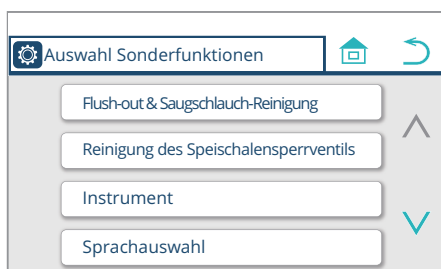 Auswahl Sonderfunktionen
Flush-out & Saugschlauch-Reinigung
Reinigung des Speischalensperrventils
Instrument
Sprachauswahl